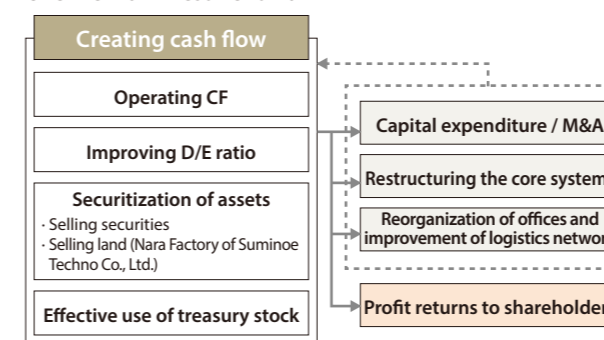 Creating cash flow
Operating CF
Improving D/E ratio
Securitization of assets
· Selling securities
· Selling land (Nara Factory of Suminoe
Techno Co., Ltd.)
Effective use of treasury stock
Capital expenditure / M&A
Restructuring the core system
Reorganization of offices and
improvement of logistics networ
Profit returns to shareholder